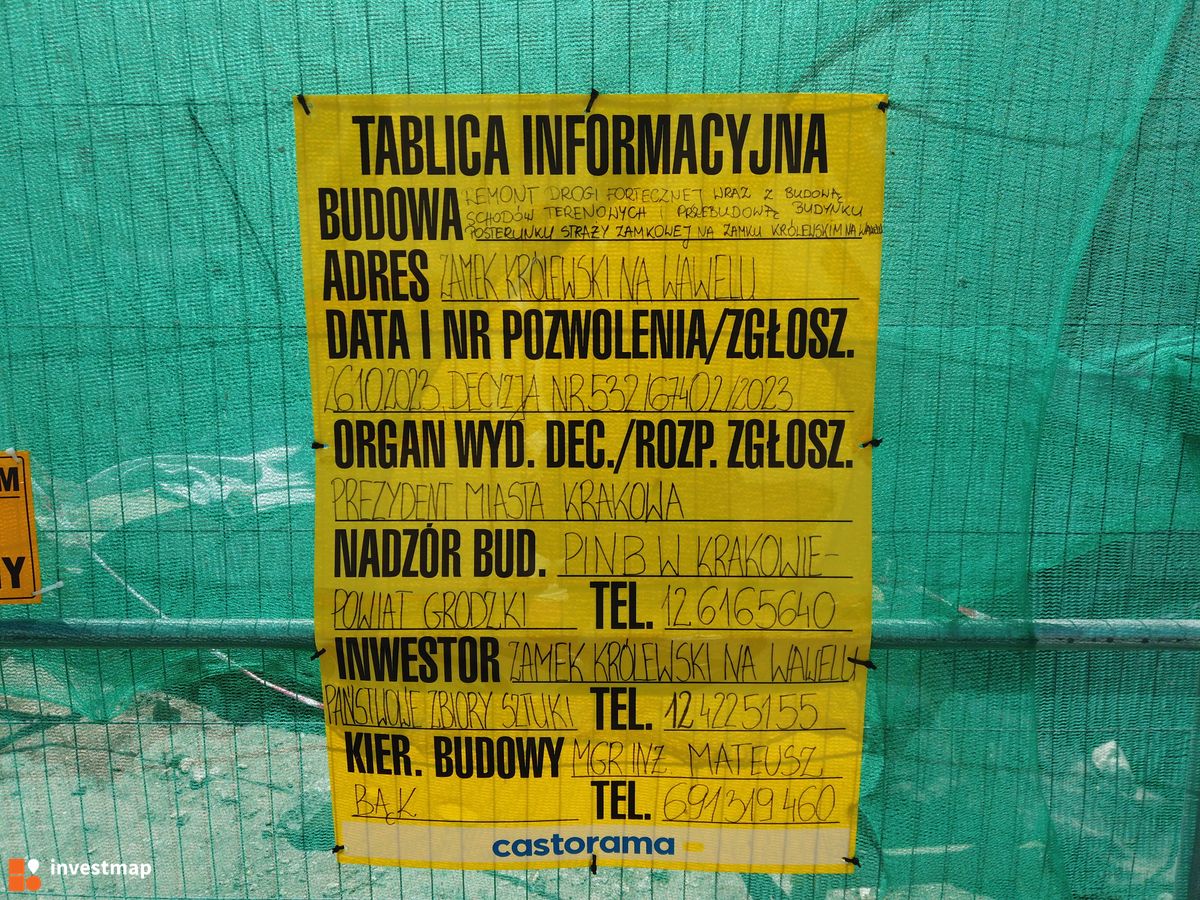 TABLICA INFORMACYJNA
BUDOWA REMONT DROGI FORTECZNEJ WRAZ Z BUDOWĄ
SCHODÓW TERENOWYCH I PRZEBUDOWĄ BUDYNKU
POSTERUNKU STRAŻY ZAMKOWEJ NA ZAMKU KRÓLEWSKIM NA WAWELU
ADRES ZAMEK KRÓLEWSKI NA WAWELU
DATA I NR POZWOLENIA/ZGŁOSZ.
26.10.2023 DECYZJA NR 532/6740.2/2023
ORGAN WYD. DEC./ROZP. ZGŁOSZ.
PREZYDENT MIASTA KRAKOWA
NADZÓR BUD. PINB W KRAKOWIE-
POWIAT GRODZKI TEL. 12 6165640
INWESTOR ZAMEK KRÓLEWSKI NA WAWELU
PAŃSTWOWE ZBIORY SZTUKI TEL. 12 4225155
KIER. BUDOWY MGR INŻ MATEUSZ
BĄK TEL. 691 319 460
castorama
M
Y
investmap